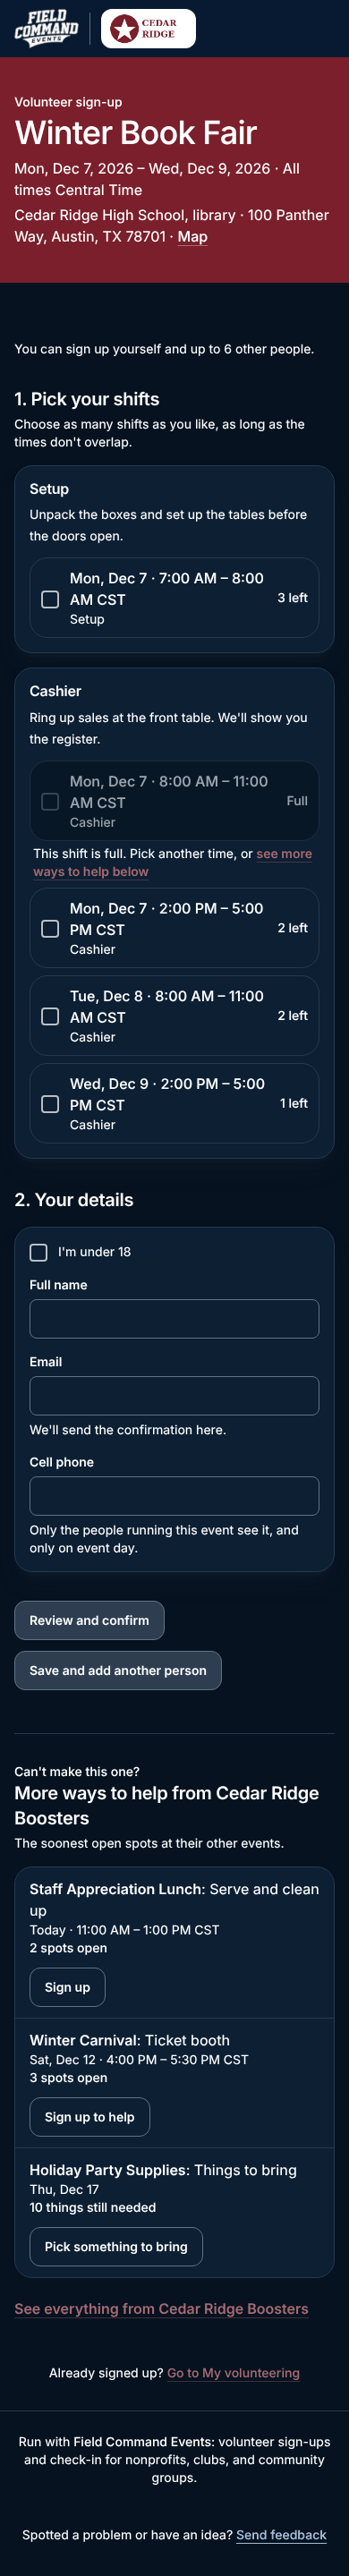 FIELD
COMMAND
EVENTS
CEDAR
RIDGE
Volunteer sign-up
Winter Book Fair
Mon, Dec 7, 2026 – Wed, Dec 9, 2026 · All
times Central Time
Cedar Ridge High School, library · 100 Panther
Way, Austin, TX 78701 · Map
You can sign up yourself and up to 6 other people.
1. Pick your shifts
Choose as many shifts as you like, as long as the
times don't overlap.
Setup
Unpack the boxes and set up the tables before
the doors open.
Mon, Dec 7 · 7:00 AM – 8:00
AM CST
Setup
3 left
Cashier
Ring up sales at the front table. We'll show you
the register.
Mon, Dec 7 · 8:00 AM – 11:00
AM CST
Cashier
Full
This shift is full. Pick another time, or see more
ways to help below
Mon, Dec 7 · 2:00 PM – 5:00
PM CST
Cashier
2 left
Tue, Dec 8 · 8:00 AM – 11:00
AM CST
Cashier
2 left
Wed, Dec 9 · 2:00 PM – 5:00
PM CST
Cashier
1 left
2. Your details
I'm under 18
Full name
Email
We'll send the confirmation here.
Cell phone
Only the people running this event see it, and
only on event day.
Review and confirm
Save and add another person
Can't make this one?
More ways to help from Cedar Ridge
Boosters
The soonest open spots at their other events.
Staff Appreciation Lunch: Serve and clean
up
Today · 11:00 AM – 1:00 PM CST
2 spots open
Sign up
Winter Carnival: Ticket booth
Sat, Dec 12 · 4:00 PM – 5:30 PM CST
3 spots open
Sign up to help
Holiday Party Supplies: Things to bring
Thu, Dec 17
10 things still needed
Pick something to bring
See everything from Cedar Ridge Boosters
Already signed up? Go to My volunteering
Run with Field Command Events: volunteer sign-ups
and check-in for nonprofits, clubs, and community
groups.
Spotted a problem or have an idea? Send feedback